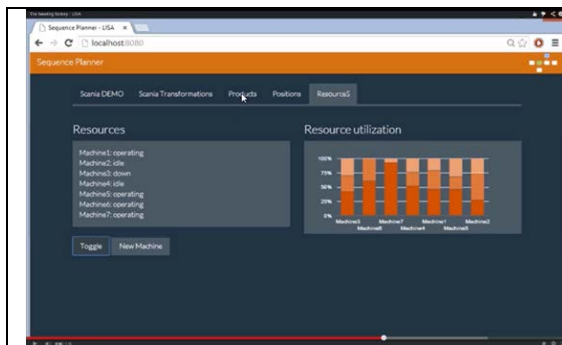 Sequence Planner - LISA
localhost:8080
Sequence Planner
Scania DEMO Scania Transformations Products Positions ResourcaS
Resources
Machine1: operating
Machine2: idle
Machine3: down
Machine4: idle
Machine5: operating
Machine6: operating
Machine7: operating
Toggle New Machine
Resource utilization
100%
75%
50%
25%
0%
Machine3 Machine7 Machine1 Machine2
Machine6 Machine4 Machine5